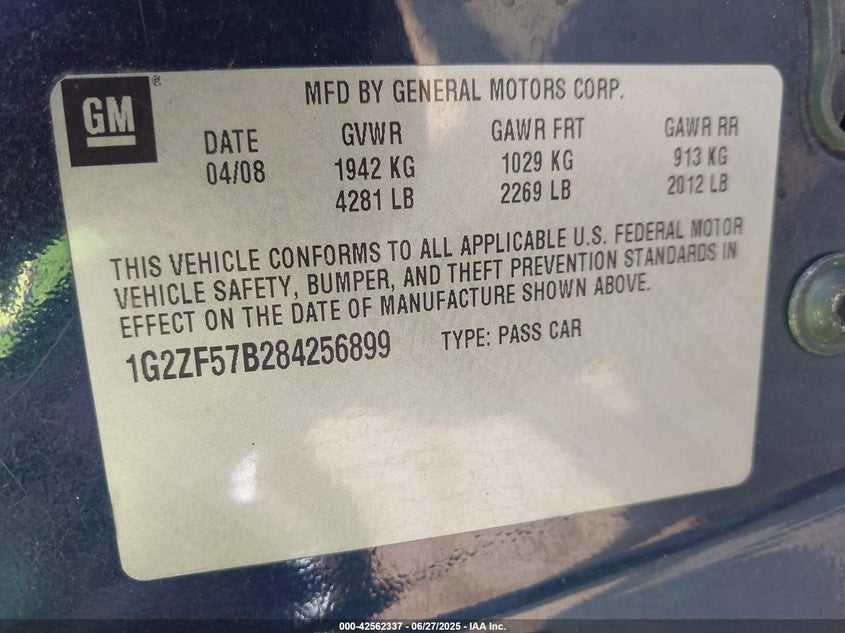 GM
®
MFD BY GENERAL MOTORS CORP.
DATE GVWR GAWR FRT GAWR RR
04/08 1942 KG 1029 KG 913 KG
4281 LB 2269 LB 2012 LB
THIS VEHICLE CONFORMS TO ALL APPLICABLE U.S. FEDERAL MOTOR
VEHICLE SAFETY, BUMPER, AND THEFT PREVENTION STANDARDS IN
EFFECT ON THE DATE OF MANUFACTURE SHOWN ABOVE.
1G2ZF57B284256899 TYPE: PASS CAR
000-42562337 - 06/27/2025 - IAA Inc.